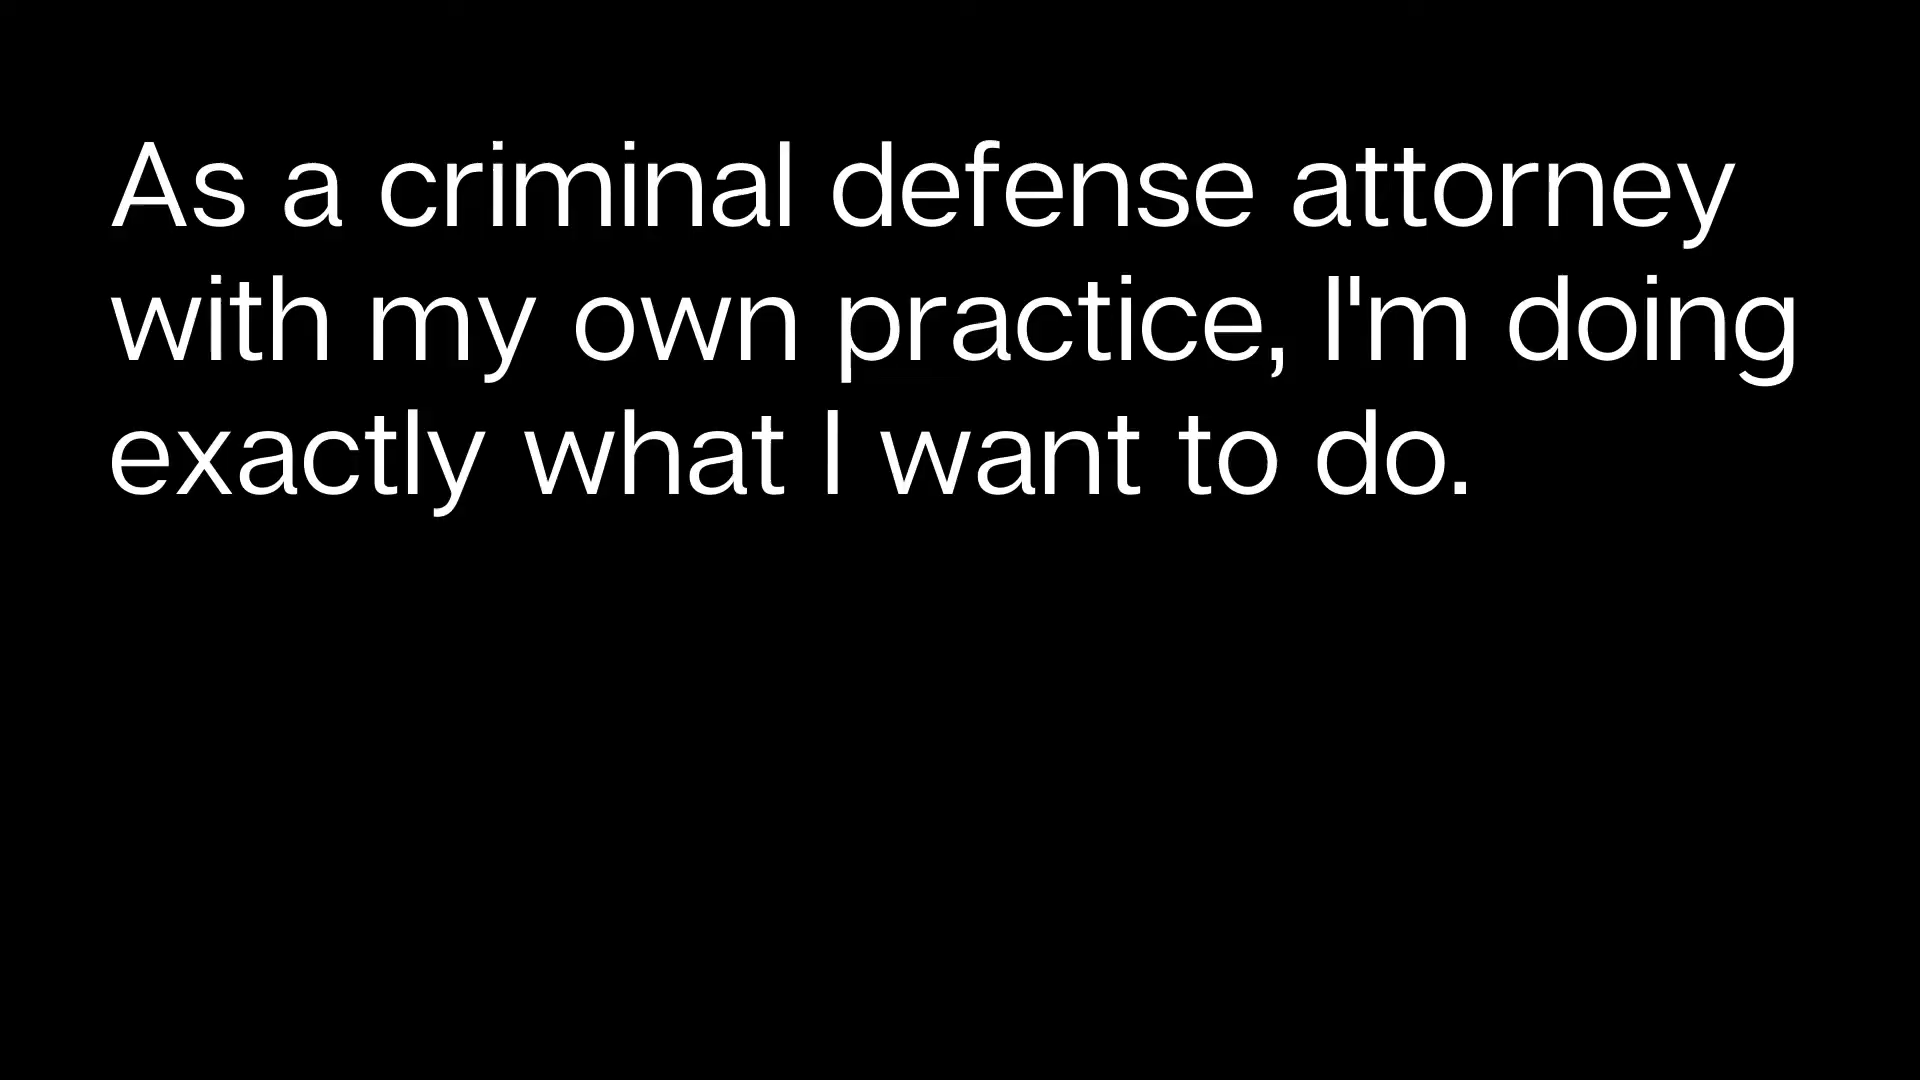 As a criminal defense attorney
with my own practice, I'm doing
exactly what I want to do.